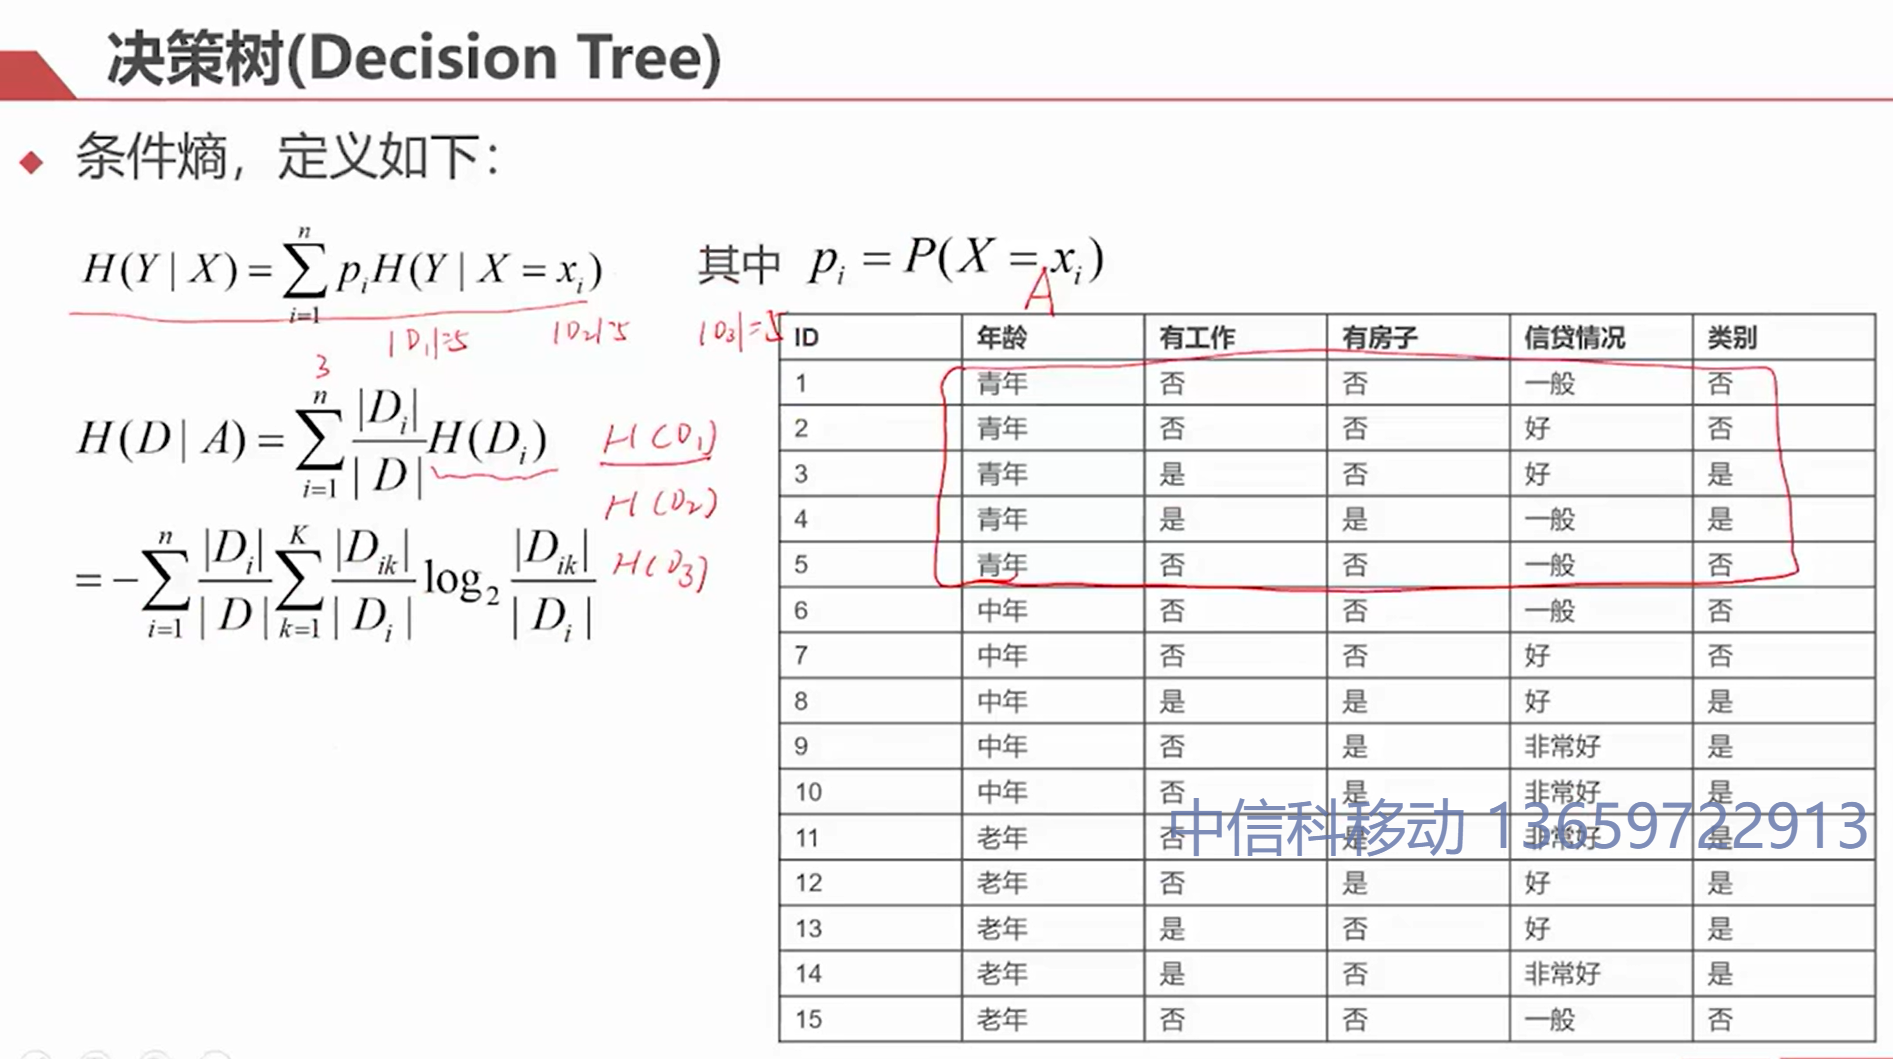 决策树(Decision Tree)
条件熵，定义如下：
H(Y | X) = \sum_{i=1}^{n} p_i H(Y | X = x_i) 其中 p_i = P(X = x_i)
A
|D_1|=5 |D_2|=5 |D_3|=5
3
H(D | A) = \sum_{i=1}^{n} \frac{|D_i|}{|D|} H(D_i)
H(D_1)
H(D_2)
H(D_3)
= -\sum_{i=1}^{n} \frac{|D_i|}{|D|} \sum_{k=1}^{K} \frac{|D_{ik}|}{|D_i|} \log_2 \frac{|D_{ik}|}{|D_i|}
ID 年龄 有工作 有房子 信贷情况 类别
1 青年 否 否 一般 否
2 青年 否 否 好 否
3 青年 是 否 好 是
4 青年 是 是 一般 是
5 青年 否 否 一般 否
6 中年 否 否 一般 否
7 中年 否 否 好 否
8 中年 是 是 好 是
9 中年 否 是 非常好 是
10 中年 否 是 非常好 是
11 老年 否 是 非常好 是
12 老年 否 是 好 是
13 老年 是 否 好 是
14 老年 是 否 非常好 是
15 老年 否 否 一般 否
中信科移动 13659722913